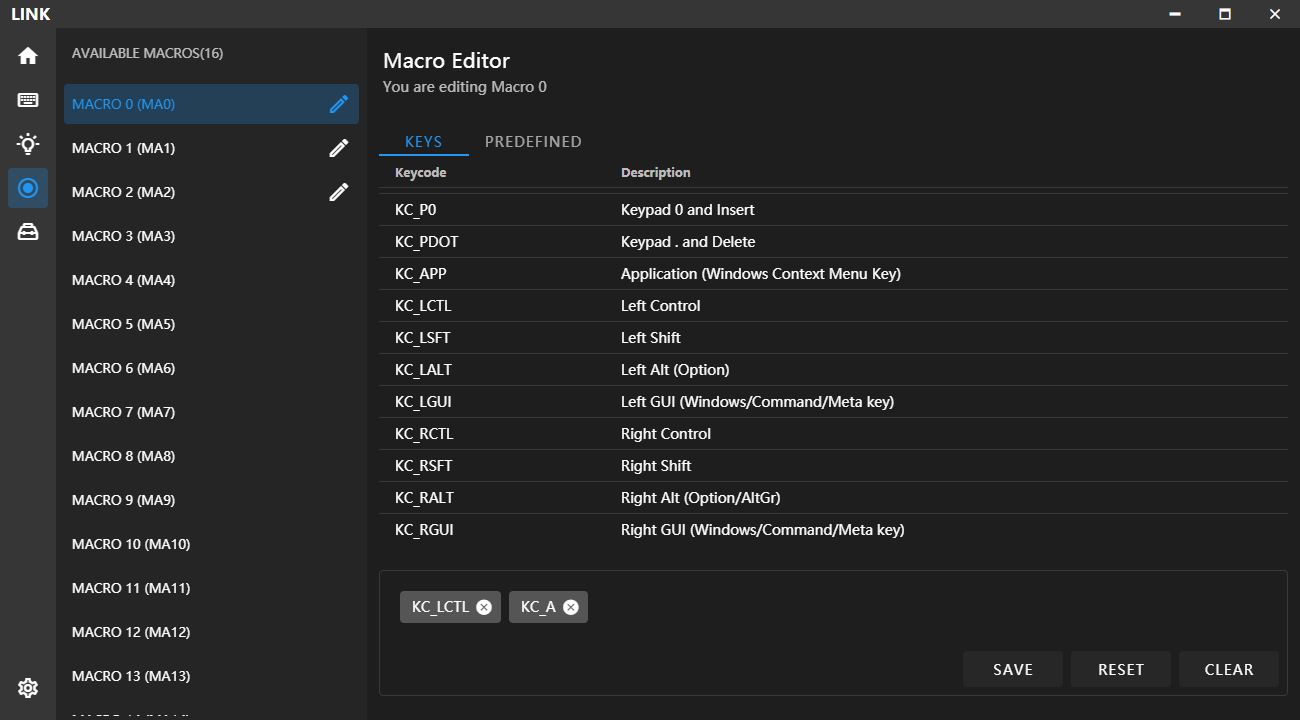 LINK
AVAILABLE MACROS(16)
MACRO 0 (MA0)
MACRO 1 (MA1)
MACRO 2 (MA2)
MACRO 3 (MA3)
MACRO 4 (MA4)
MACRO 5 (MA5)
MACRO 6 (MA6)
MACRO 7 (MA7)
MACRO 8 (MA8)
MACRO 9 (MA9)
MACRO 10 (MA10)
MACRO 11 (MA11)
MACRO 12 (MA12)
MACRO 13 (MA13)
Macro Editor
You are editing Macro 0
KEYS PREDEFINED
Keycode Description
KC_P0 Keypad 0 and Insert
KC_PDOT Keypad . and Delete
KC_APP Application (Windows Context Menu Key)
KC_LCTL Left Control
KC_LSFT Left Shift
KC_LALT Left Alt (Option)
KC_LGUI Left GUI (Windows/Command/Meta key)
KC_RCTL Right Control
KC_RSFT Right Shift
KC_RALT Right Alt (Option/AltGr)
KC_RGUI Right GUI (Windows/Command/Meta key)
KC_LCTL KC_A
SAVE RESET CLEAR